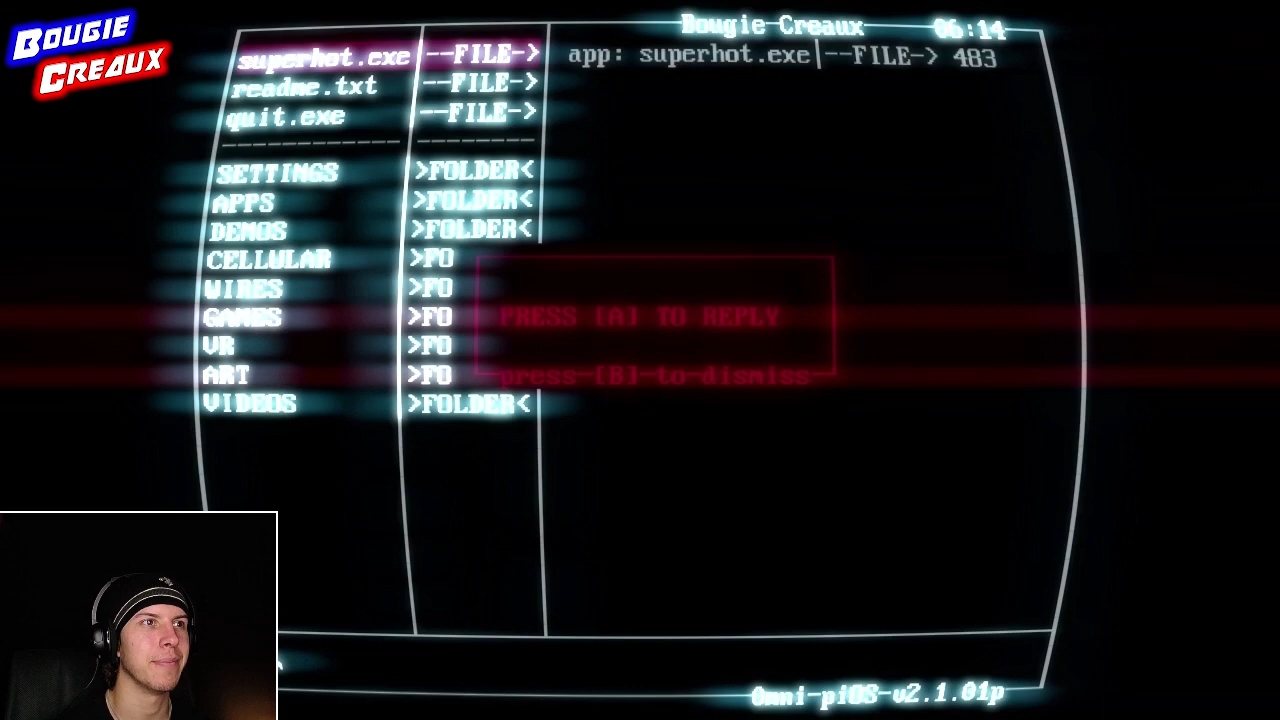 BOUGIE
CREAUX
Bougie Creaux 06:14
superhot.exe --FILE-> app: superhot.exe|--FILE-> 483
readme.txt --FILE->
quit.exe --FILE->
------------ --------
SETTINGS >FOLDER<
APPS >FOLDER<
DEMOS >FOLDER<
CELLULAR >FO
WIRES >FO
GAMES >FO PRESS [A] TO REPLY
VR >FO
ART >FO press [B] to dismiss
VIDEOS >FOLDER<
Omni-piOS-v2.1.01p